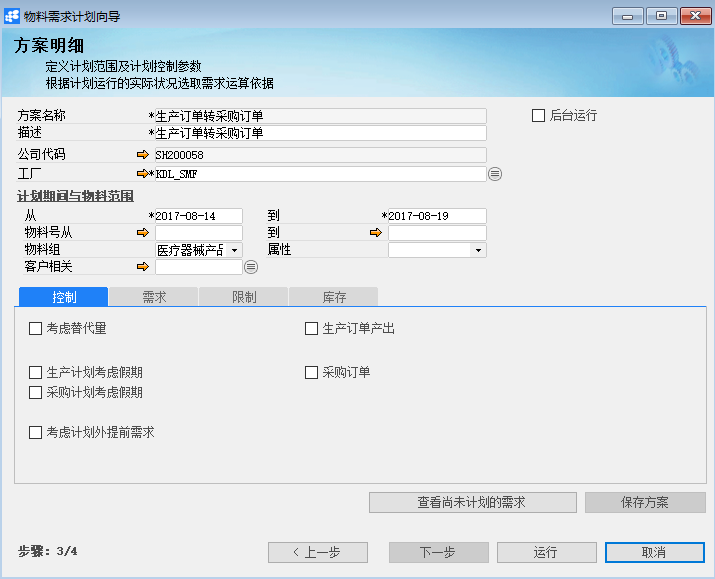 物料需求计划向导
方案明细
定义计划范围及计划控制参数
根据计划运行的实际状况选取需求运算依据
方案名称 *生产订单转采购订单 后台运行
描述 *生产订单转采购订单
公司代码 SH200058
工厂 *KDL_SMF
计划期间与物料范围
从 *2017-08-14 到 *2017-08-19
物料号从 到
物料组 医疗器械产品 属性
客户相关
控制 需求 限制 库存
考虑替代量 生产订单产出
生产计划考虑假期 采购订单
采购计划考虑假期
考虑计划外提前需求
查看尚未计划的需求 保存方案
步骤：3/4 < 上一步 下一步 运行 取消